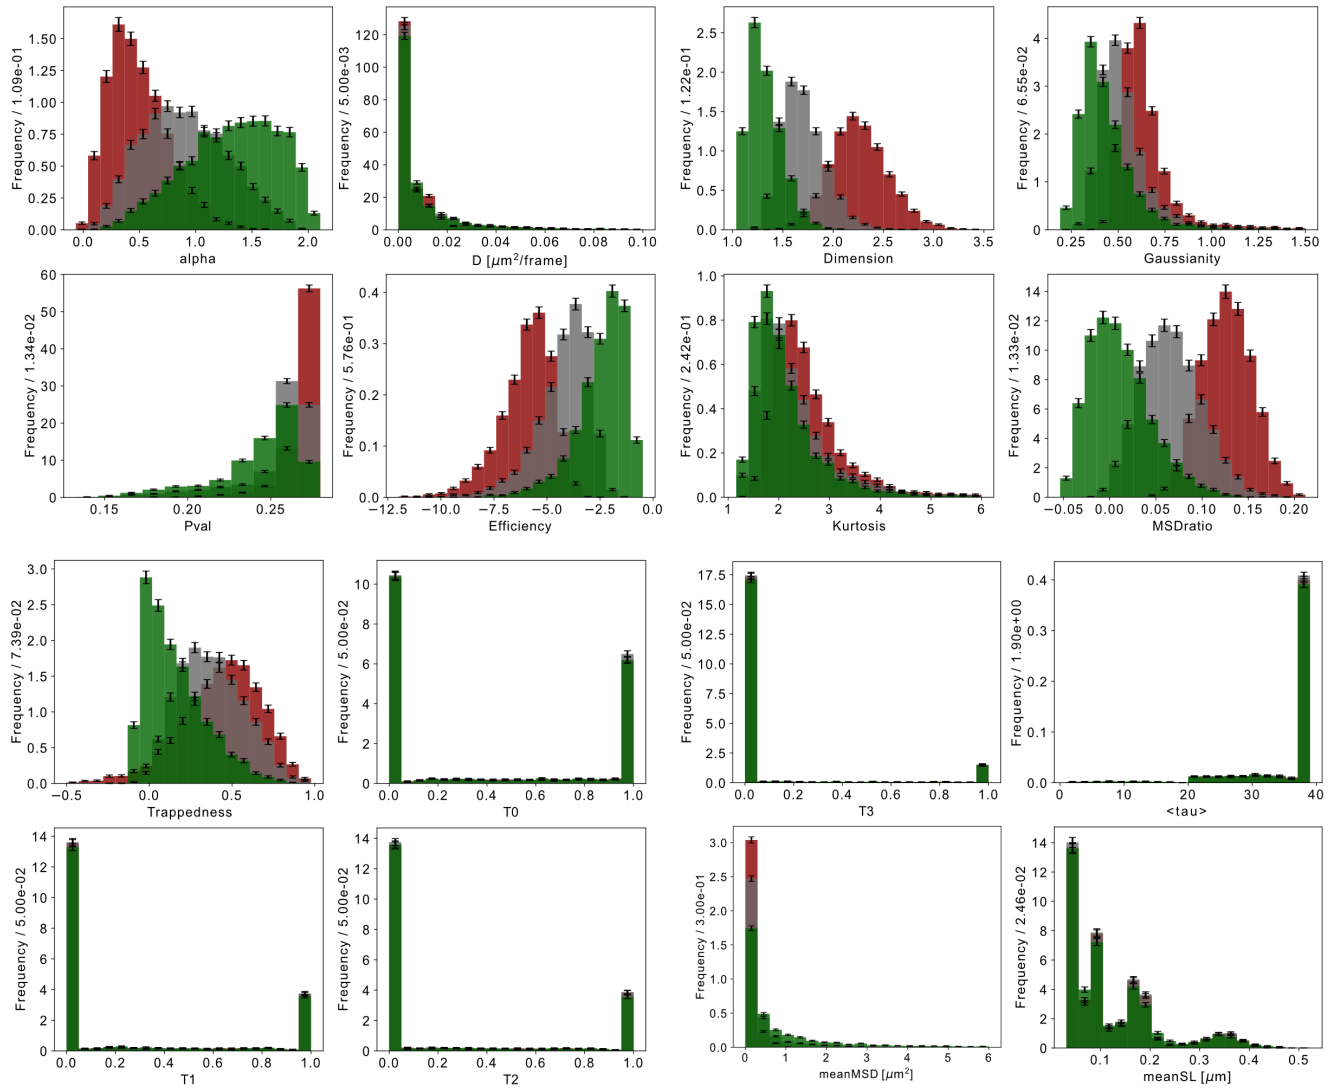 Frequency / 1.09e-01
1.50
1.25
1.00
0.75
0.50
0.25
0.00
0.0 0.5 1.0 1.5 2.0
alpha
Frequency / 5.00e-03
120
100
80
60
40
20
0
0.00 0.02 0.04 0.06 0.08 0.10
D [μm²/frame]
Frequency / 1.22e-01
2.5
2.0
1.5
1.0
0.5
0.0
1.0 1.5 2.0 2.5 3.0 3.5
Dimension
Frequency / 6.55e-02
4
3
2
1
0
0.25 0.50 0.75 1.00 1.25 1.50
Gaussianity
Frequency / 1.34e-02
60
50
40
30
20
10
0
0.15 0.20 0.25
Pval
Frequency / 5.76e-01
0.4
0.3
0.2
0.1
0.0
−12.5 −10.0 −7.5 −5.0 −2.5 0.0
Efficiency
Frequency / 2.42e-01
1.0
0.8
0.6
0.4
0.2
0.0
1 2 3 4 5 6
Kurtosis
Frequency / 1.33e-02
14
12
10
8
6
4
2
0
−0.05 0.00 0.05 0.10 0.15 0.20
MSDratio
Frequency / 7.39e-02
3.0
2.5
2.0
1.5
1.0
0.5
0.0
−0.5 0.0 0.5 1.0
Trappedness
Frequency / 5.00e-02
10
8
6
4
2
0
0.0 0.2 0.4 0.6 0.8 1.0
T0
Frequency / 5.00e-02
17.5
15.0
12.5
10.0
7.5
5.0
2.5
0.0
0.0 0.2 0.4 0.6 0.8 1.0
T3
Frequency / 1.90e+00
0.4
0.3
0.2
0.1
0.0
0 10 20 30 40
<tau>
Frequency / 5.00e-02
14
12
10
8
6
4
2
0
0.0 0.2 0.4 0.6 0.8 1.0
T1
Frequency / 5.00e-02
14
12
10
8
6
4
2
0
0.0 0.2 0.4 0.6 0.8 1.0
T2
Frequency / 3.00e-01
3.0
2.5
2.0
1.5
1.0
0.5
0.0
0 1 2 3 4 5 6
meanMSD [μm²]
Frequency / 2.46e-02
14
12
10
8
6
4
2
0
0.1 0.2 0.3 0.4 0.5
meanSL [μm]